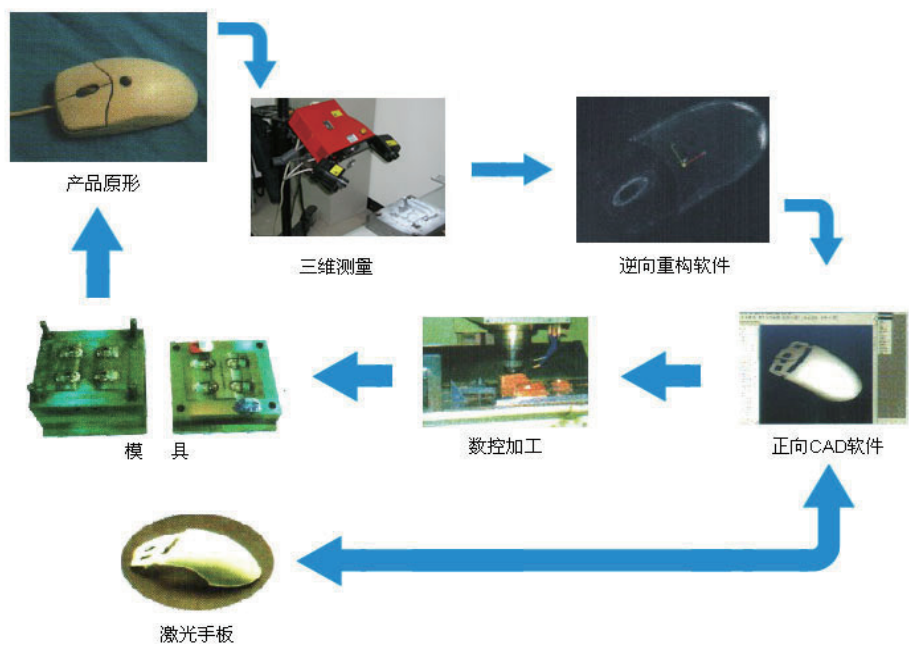 产品原形
三维测量
逆向重构软件
模 具
数控加工
正向CAD软件
激光手板